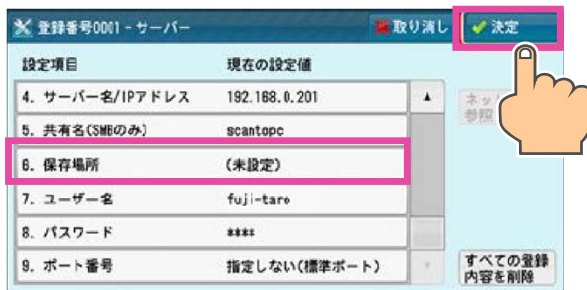 登録番号0001 - サーバー
取り消し
決定
設定項目 現在の設定値
4. サーバー名/IPアドレス 192.168.0.201
5. 共有名(SMBのみ) scantopc
6. 保存場所 (未設定)
7. ユーザー名 fuji-taro
8. パスワード ****
9. ポート番号 指定しない(標準ポート)
ネッ
参照
すべての登録
内容を削除